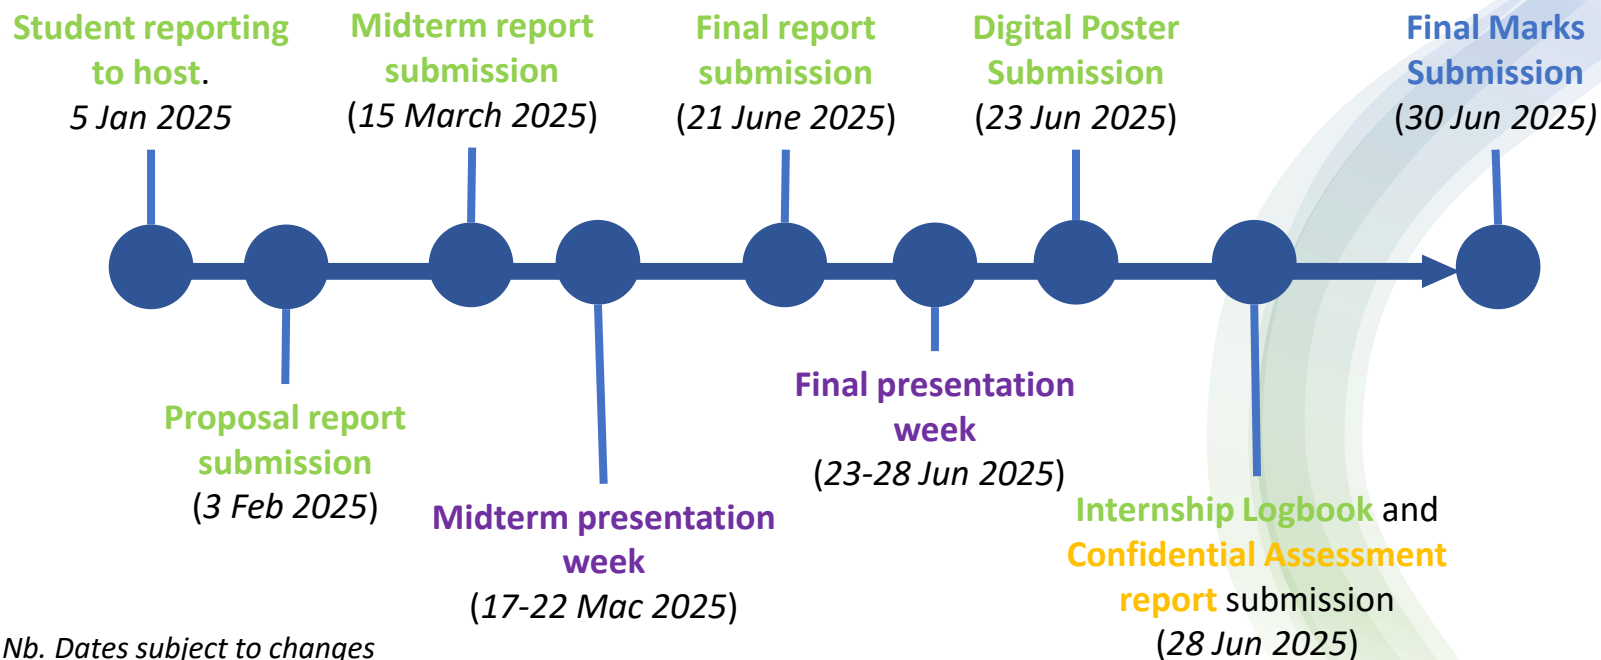 Student reporting
to host.
5 Jan 2025
Midterm report
submission
(15 March 2025)
Final report
submission
(21 June 2025)
Digital Poster
Submission
(23 Jun 2025)
Final Marks
Submission
(30 Jun 2025)
Proposal report
submission
(3 Feb 2025)
Midterm presentation
week
(17-22 Mac 2025)
Final presentation
week
(23-28 Jun 2025)
Internship Logbook and
Confidential Assessment
report submission
(28 Jun 2025)
Nb. Dates subject to changes